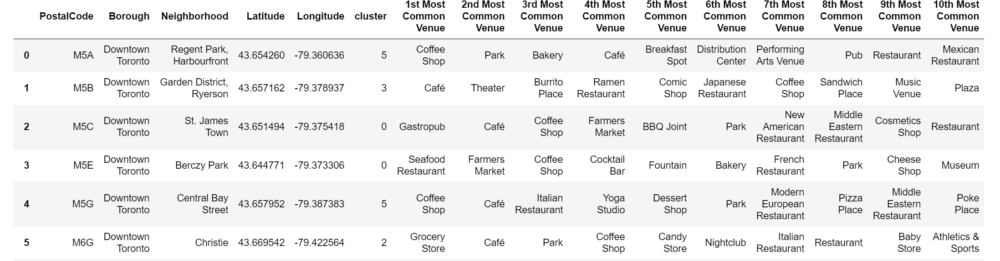 PostalCode Borough Neighborhood Latitude Longitude cluster 1st Most Common Venue 2nd Most Common Venue 3rd Most Common Venue 4th Most Common Venue 5th Most Common Venue 6th Most Common Venue 7th Most Common Venue 8th Most Common Venue 9th Most Common Venue 10th Most Common Venue
0 M5A Downtown Toronto Regent Park, Harbourfront 43.654260 -79.360636 5 Coffee Shop Park Bakery Café Breakfast Spot Distribution Center Performing Arts Venue Pub Restaurant Mexican Restaurant
1 M5B Downtown Toronto Garden District, Ryerson 43.657162 -79.378937 3 Café Theater Burrito Place Ramen Restaurant Comic Shop Japanese Restaurant Coffee Shop Sandwich Place Music Venue Plaza
2 M5C Downtown Toronto St. James Town 43.651494 -79.375418 0 Gastropub Café Coffee Shop Farmers Market BBQ Joint Park New American Restaurant Middle Eastern Restaurant Cosmetics Shop Restaurant
3 M5E Downtown Toronto Berczy Park 43.644771 -79.373306 0 Seafood Restaurant Farmers Market Coffee Shop Cocktail Bar Fountain Bakery French Restaurant Park Cheese Shop Museum
4 M5G Downtown Toronto Central Bay Street 43.657952 -79.387383 5 Coffee Shop Café Italian Restaurant Yoga Studio Dessert Shop Park Modern European Restaurant Pizza Place Middle Eastern Restaurant Poke Place
5 M6G Downtown Toronto Christie 43.669542 -79.422564 2 Grocery Store Café Park Coffee Shop Candy Store Nightclub Italian Restaurant Restaurant Baby Store Athletics & Sports